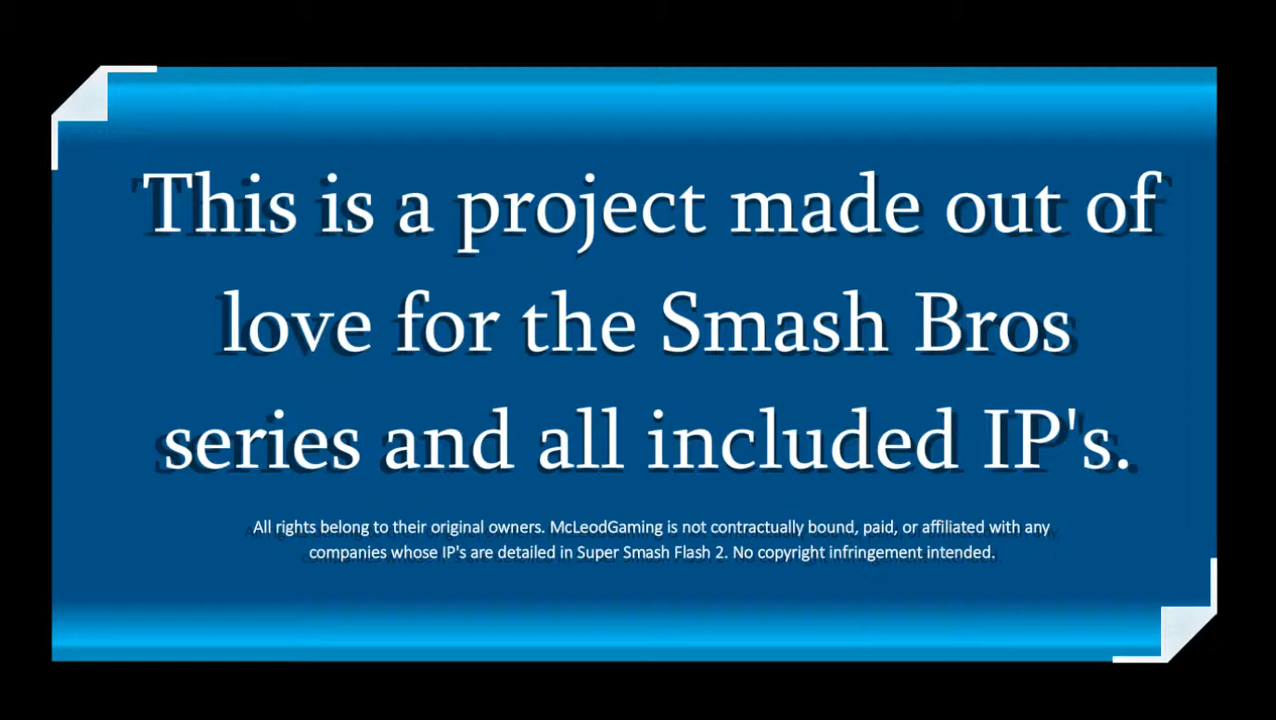 This is a project made out of
love for the Smash Bros
series and all included IP's.
All rights belong to their original owners. McLeodGaming is not contractually bound, paid, or affiliated with any
companies whose IP's are detailed in Super Smash Flash 2. No copyright infringement intended.